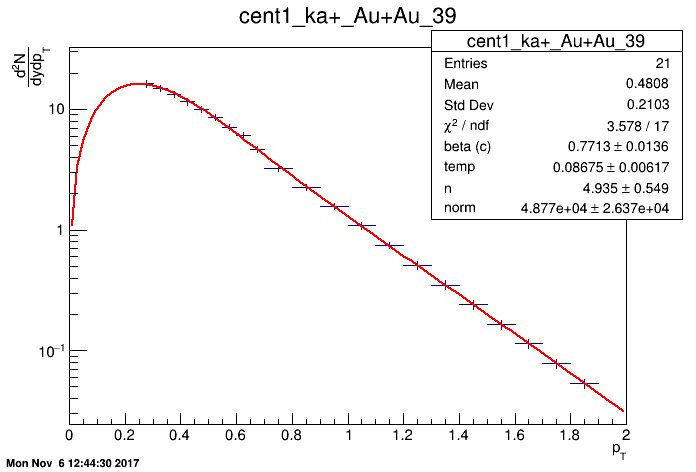 cent1_ka+_Au+Au_39
cent1_ka+_Au+Au_39
Entries 21
Mean 0.4808
Std Dev 0.2103
χ² / ndf 3.578 / 17
beta (c) 0.7713 ± 0.0136
temp 0.08675 ± 0.00617
n 4.935 ± 0.549
norm 4.877e+04 ± 2.637e+04
d²N
dydp_T
10
1
10⁻¹
0 0.2 0.4 0.6 0.8 1 1.2 1.4 1.6 1.8 2
p_T
Mon Nov 6 12:44:30 2017